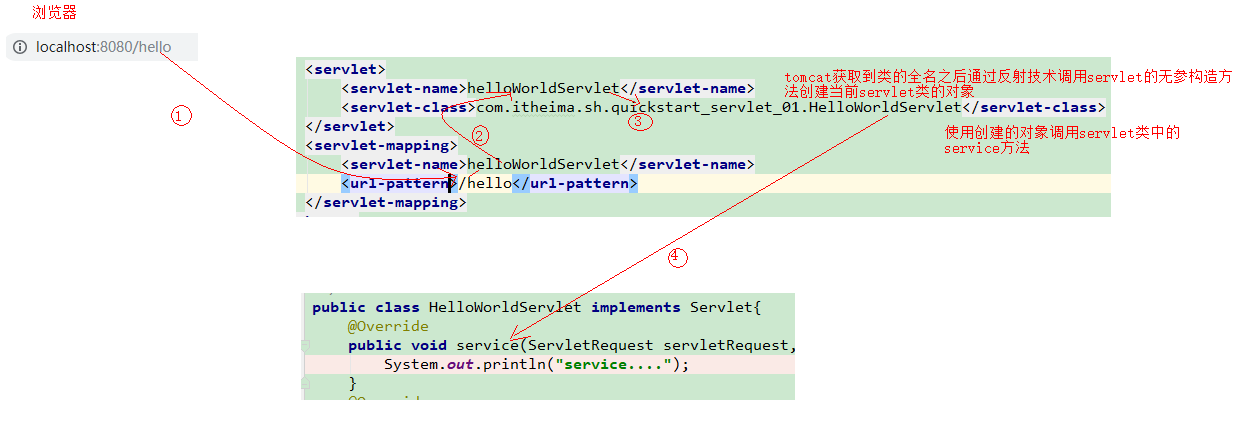 浏览器
localhost:8080/hello
<servlet>
<servlet-name>helloWorldServlet</servlet-name>
<servlet-class>com.itheima.sh.quickstart_servlet_01.HelloWorldServlet</servlet-class>
</servlet>
<servlet-mapping>
<servlet-name>helloWorldServlet</servlet-name>
<url-pattern>/hello</url-pattern>
</servlet-mapping>
tomcat获取到类的全名之后通过反射技术调用servlet的无参构造方
法创建当前servlet类的对象
使用创建的对象调用servlet类中的
service方法
1
2
3
4
public class HelloWorldServlet implements Servlet{
@Override
public void service(ServletRequest servletRequest,
System.out.println("service....");
}